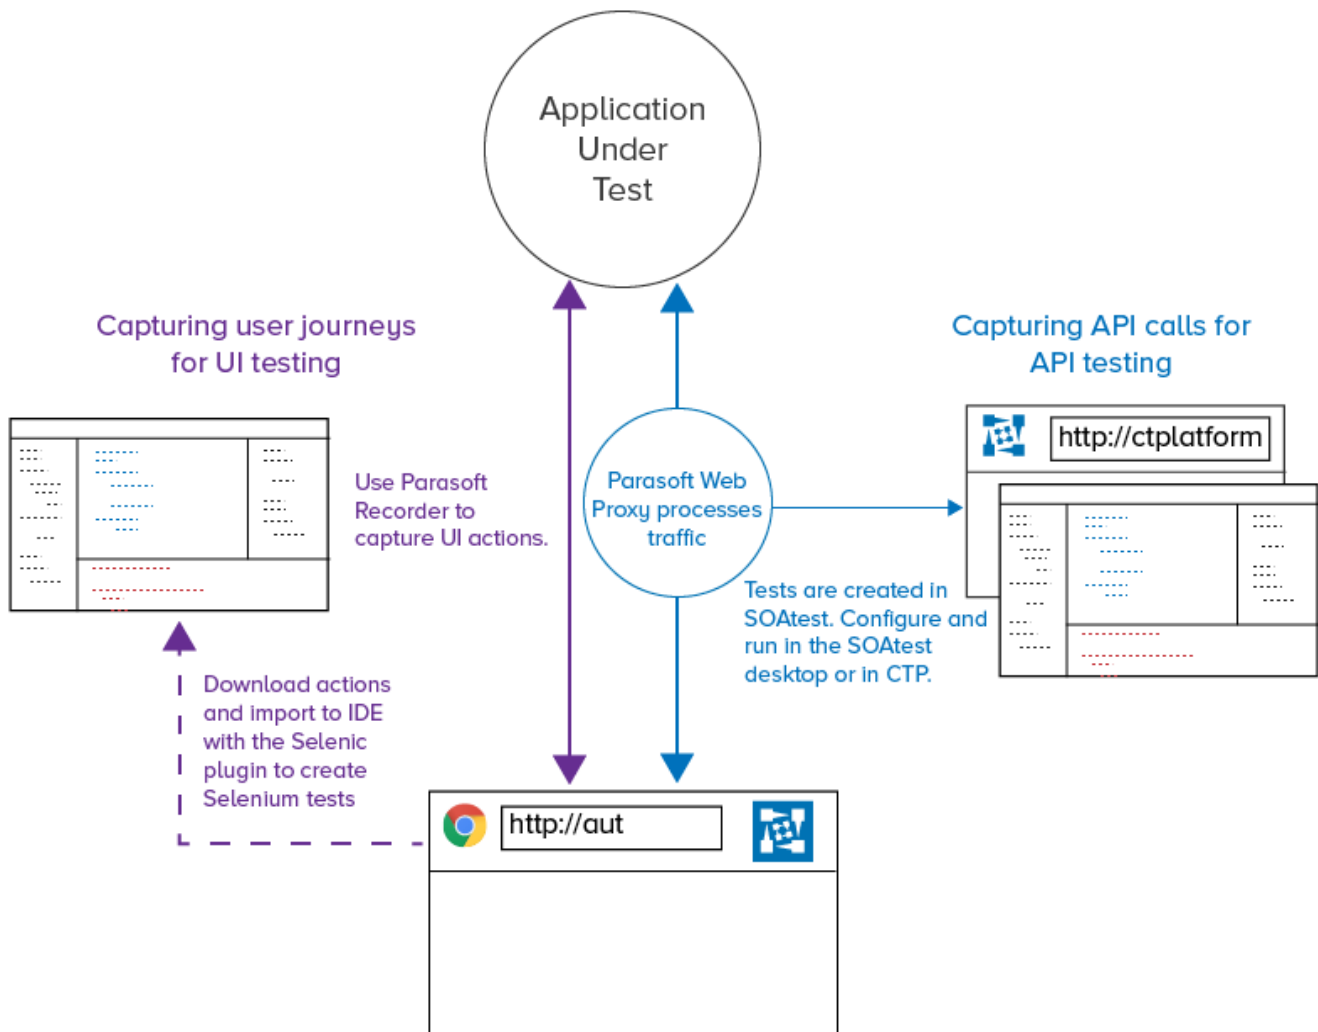 Application
Under
Test
Capturing user journeys
for UI testing
Capturing API calls for
API testing
http://ctplatform
Use Parasoft
Recorder to
capture UI actions.
Parasoft Web
Proxy processes
traffic
Tests are created in
SOAtest. Configure and
run in the SOAtest
desktop or in CTP.
Download actions
and import to IDE
with the Selenic
plugin to create
Selenium tests
http://aut